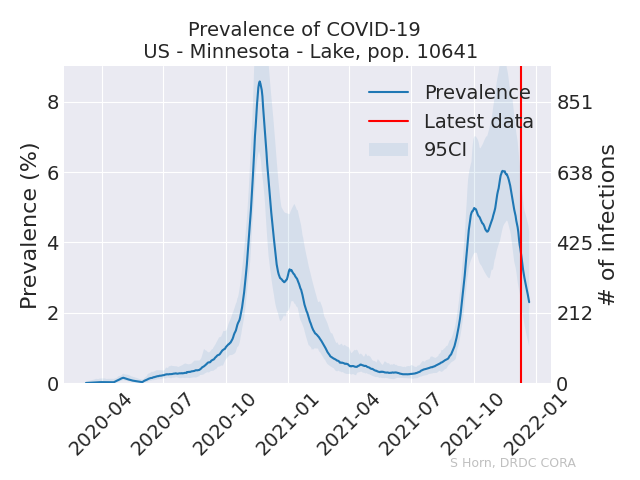 Prevalence of COVID-19
US - Minnesota - Lake, pop. 10641
Prevalence
Latest data
95CI
Prevalence (%)
8
6
4
2
0
851
638
425
212
0
# of infections
2020-04
2020-07
2020-10
2021-01
2021-04
2021-07
2021-10
2022-01
S Horn, DRDC CORA